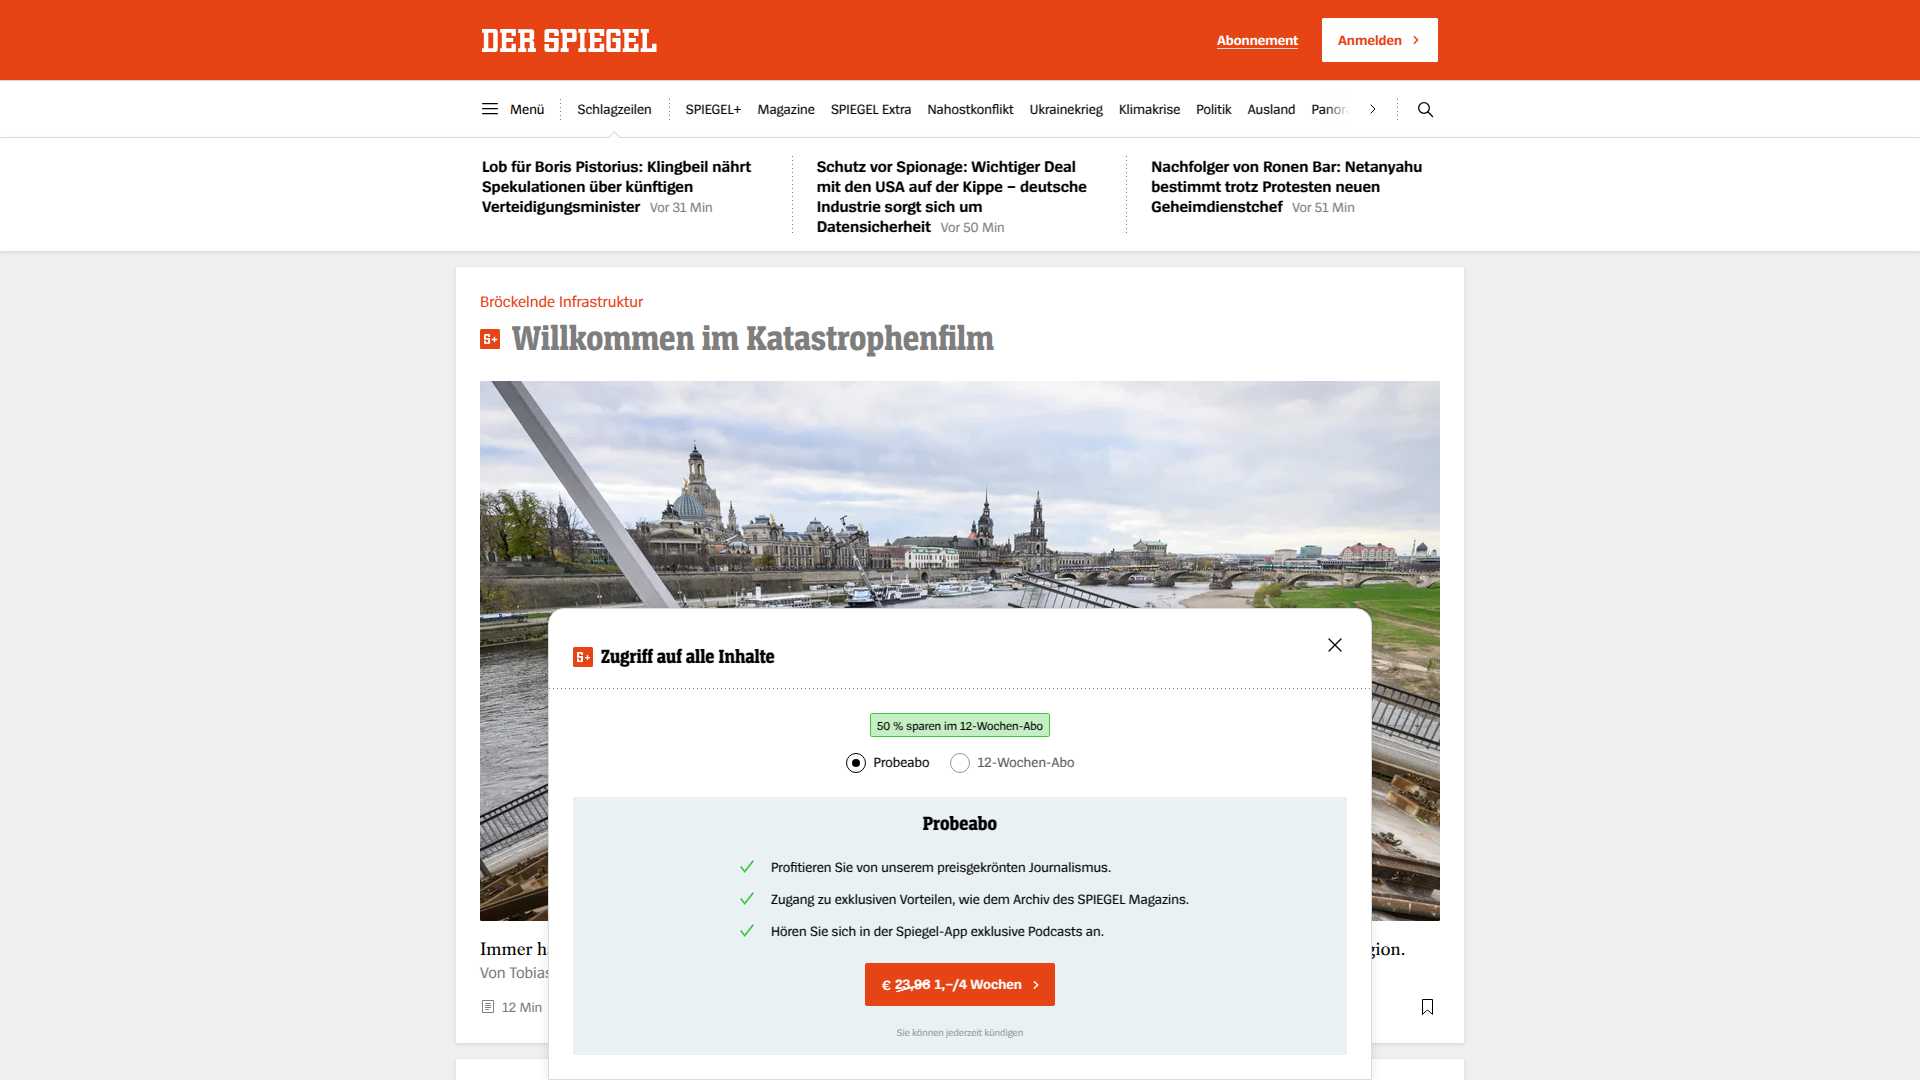 DER SPIEGEL
Abonnement
Anmelden
Menü
Schlagzeilen
SPIEGEL+
Magazine
SPIEGEL Extra
Nahostkonflikt
Ukrainekrieg
Klimakrise
Politik
Ausland
Panor
Lob für Boris Pistorius: Klingbeil nährt
Spekulationen über künftigen
Verteidigungsminister Vor 31 Min
Schutz vor Spionage: Wichtiger Deal
mit den USA auf der Kippe – deutsche
Industrie sorgt sich um
Datensicherheit Vor 50 Min
Nachfolger von Ronen Bar: Netanyahu
bestimmt trotz Protesten neuen
Geheimdienstchef Vor 51 Min
Bröckelnde Infrastruktur
S+ Willkommen im Katastrophenfilm
S+ Zugriff auf alle Inhalte
50 % sparen im 12-Wochen-Abo
Probeabo
12-Wochen-Abo
Probeabo
Profitieren Sie von unserem preisgekrönten Journalismus.
Zugang zu exklusiven Vorteilen, wie dem Archiv des SPIEGEL Magazins.
Hören Sie sich in der Spiegel-App exklusive Podcasts an.
€ 23,96 1,–/4 Wochen
Sie können jederzeit kündigen
Immer
gion.
Von Tobias
12 Min